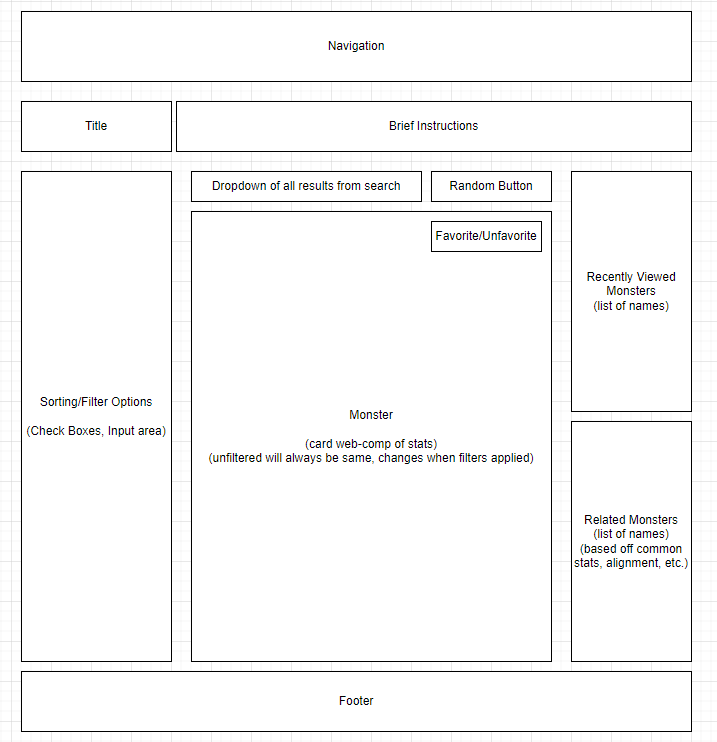 Navigation
Title
Brief Instructions
Dropdown of all results from search
Random Button
Favorite/Unfavorite
Sorting/Filter Options
(Check Boxes, Input area)
Monster
(card web-comp of stats)
(unfiltered will always be same, changes when filters applied)
Recently Viewed
Monsters
(list of names)
Related Monsters
(list of names)
(based off common
stats, alignment, etc.)
Footer